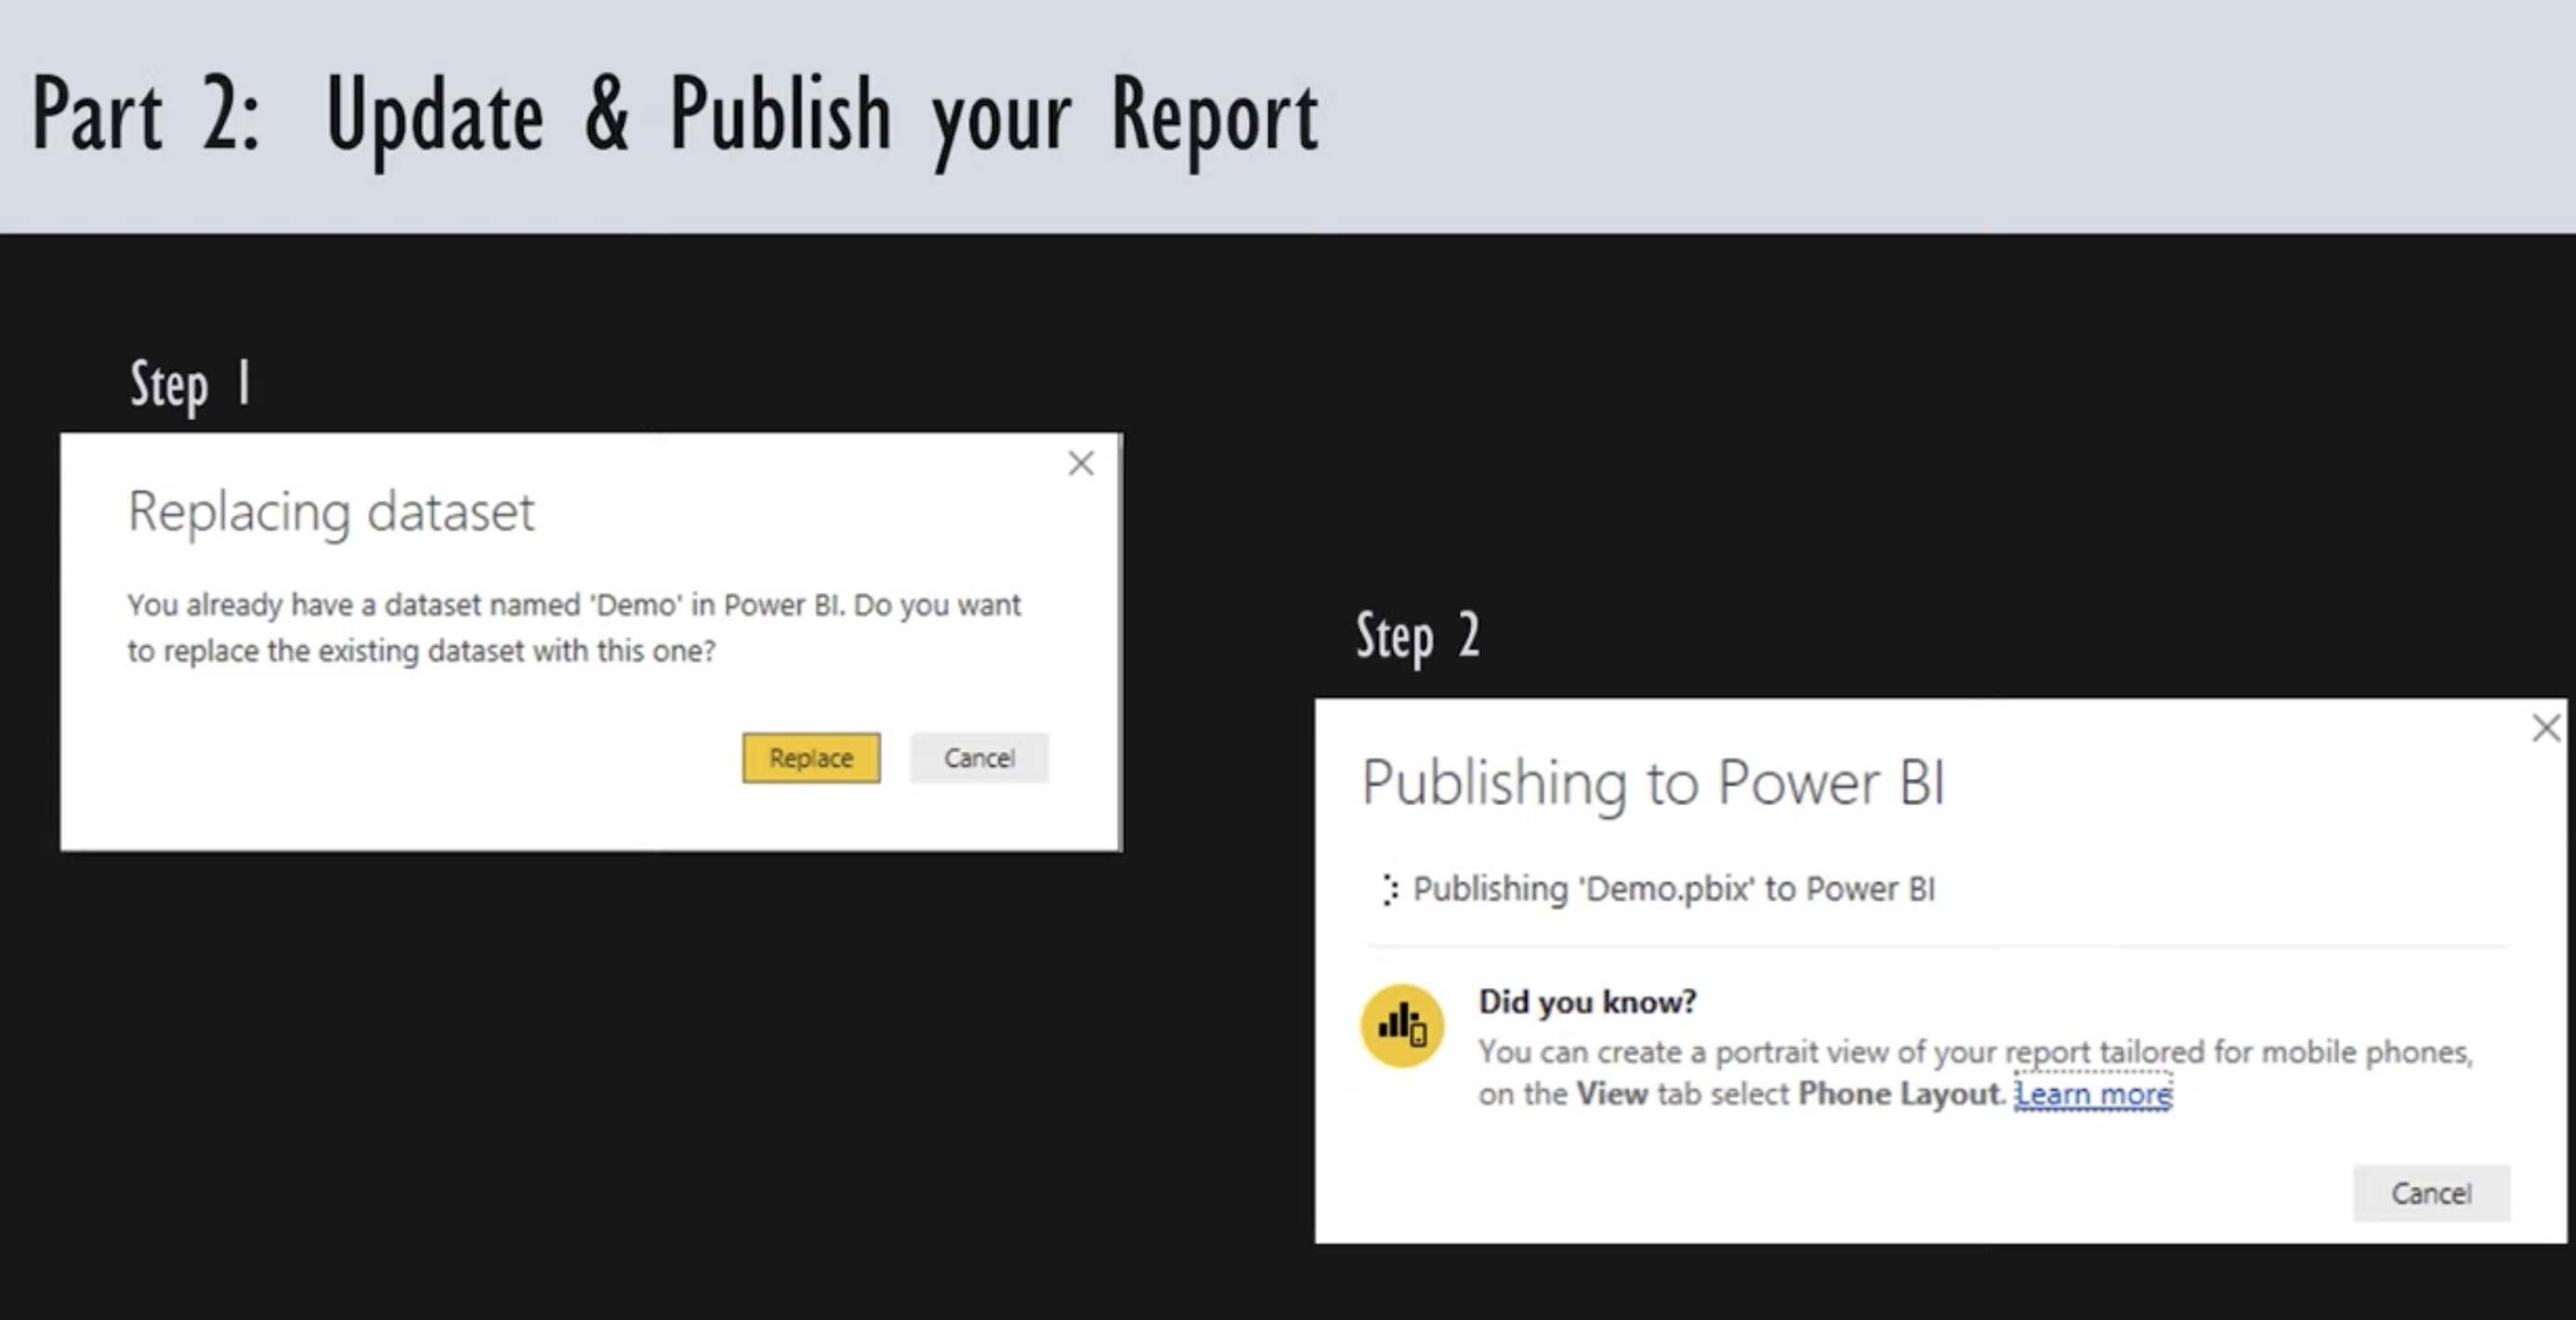 Part 2: Update & Publish your Report
Step 1
Replacing dataset
You already have a dataset named 'Demo' in Power BI. Do you want
to replace the existing dataset with this one?
Replace Cancel
Step 2
Publishing to Power BI
Publishing 'Demo.pbix' to Power BI
Did you know?
You can create a portrait view of your report tailored for mobile phones,
on the View tab select Phone Layout. Learn more
Cancel